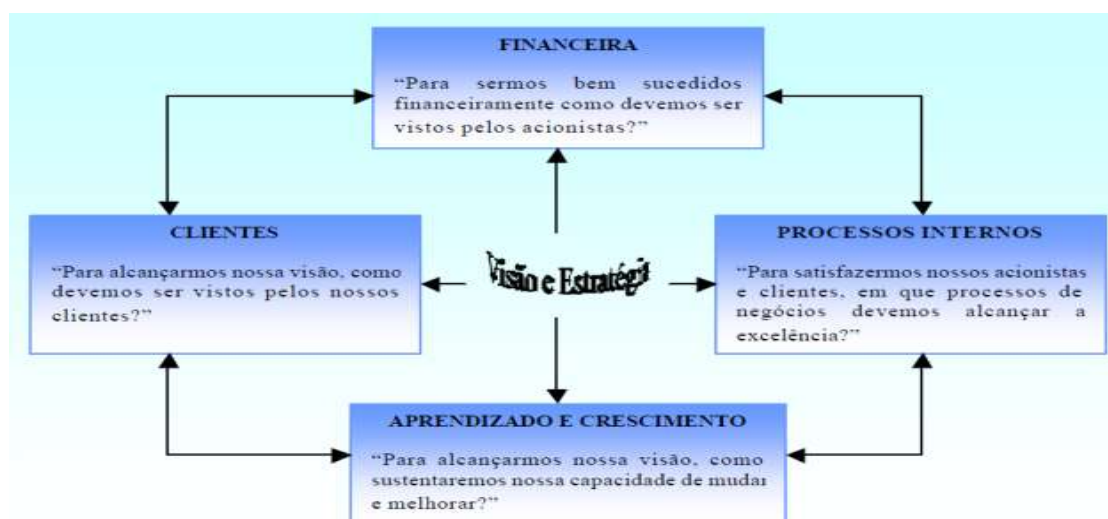 FINANCEIRA
“Para sermos bem sucedidos
financeiramente como devemos ser
vistos pelos acionistas?”
CLIENTES
“Para alcançarmos nossa visão, como
devemos ser vistos pelos nossos
clientes?”
Visão e Estratégi
PROCESSOS INTERNOS
“Para satisfazermos nossos acionistas
e clientes, em que processos de
negócios devemos alcançar a
excelência?”
APRENDIZADO E CRESCIMENTO
“Para alcançarmos nossa visão, como
sustentaremos nossa capacidade de mudar
e melhorar?”